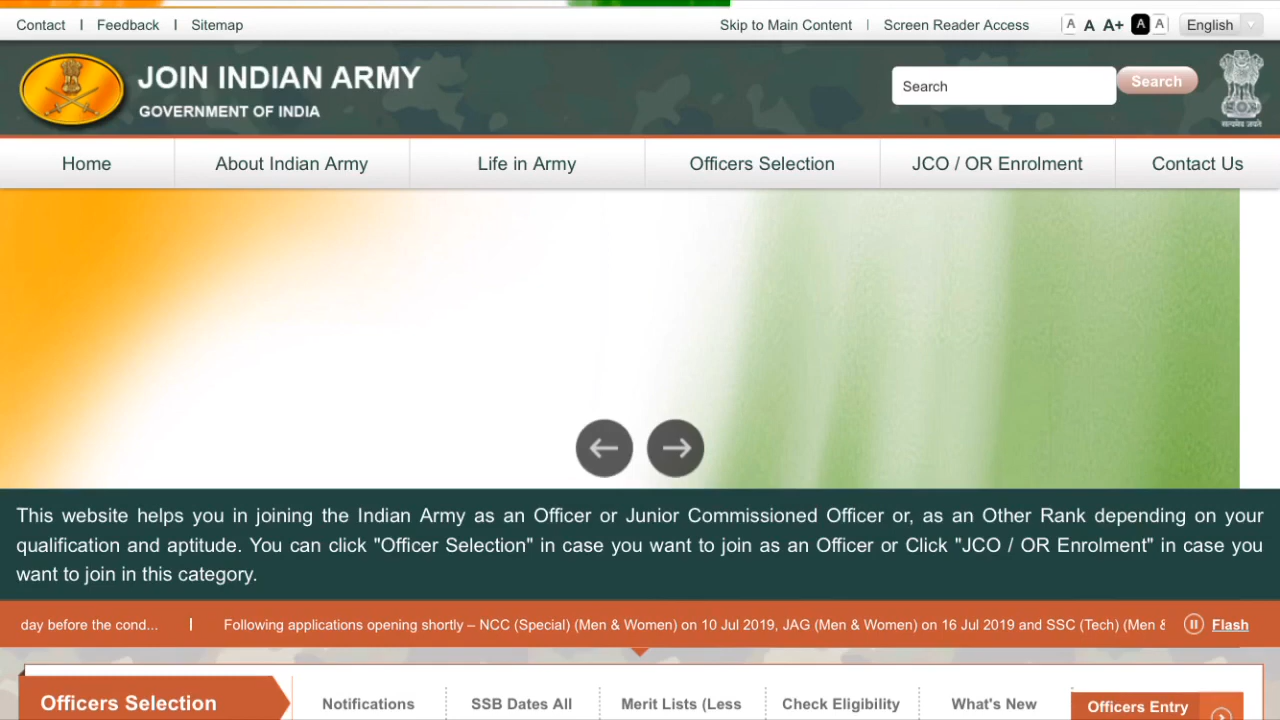 Contact I Feedback I Sitemap
Skip to Main Content | Screen Reader Access | A A A+ A A English
JOIN INDIAN ARMY
GOVERNMENT OF INDIA
Search Search
सत्यमेव जयते
Home About Indian Army Life in Army Officers Selection JCO / OR Enrolment Contact Us
This website helps you in joining the Indian Army as an Officer or Junior Commissioned Officer or, as an Other Rank depending on your
qualification and aptitude. You can click "Officer Selection" in case you want to join as an Officer or Click "JCO / OR Enrolment" in case you
want to join in this category.
day before the cond... | Following applications opening shortly – NCC (Special) (Men & Women) on 10 Jul 2019, JAG (Men & Women) on 16 Jul 2019 and SSC (Tech) (Men & Flash
Officers Selection Notifications SSB Dates All Merit Lists (Less Check Eligibility What's New Officers Entry